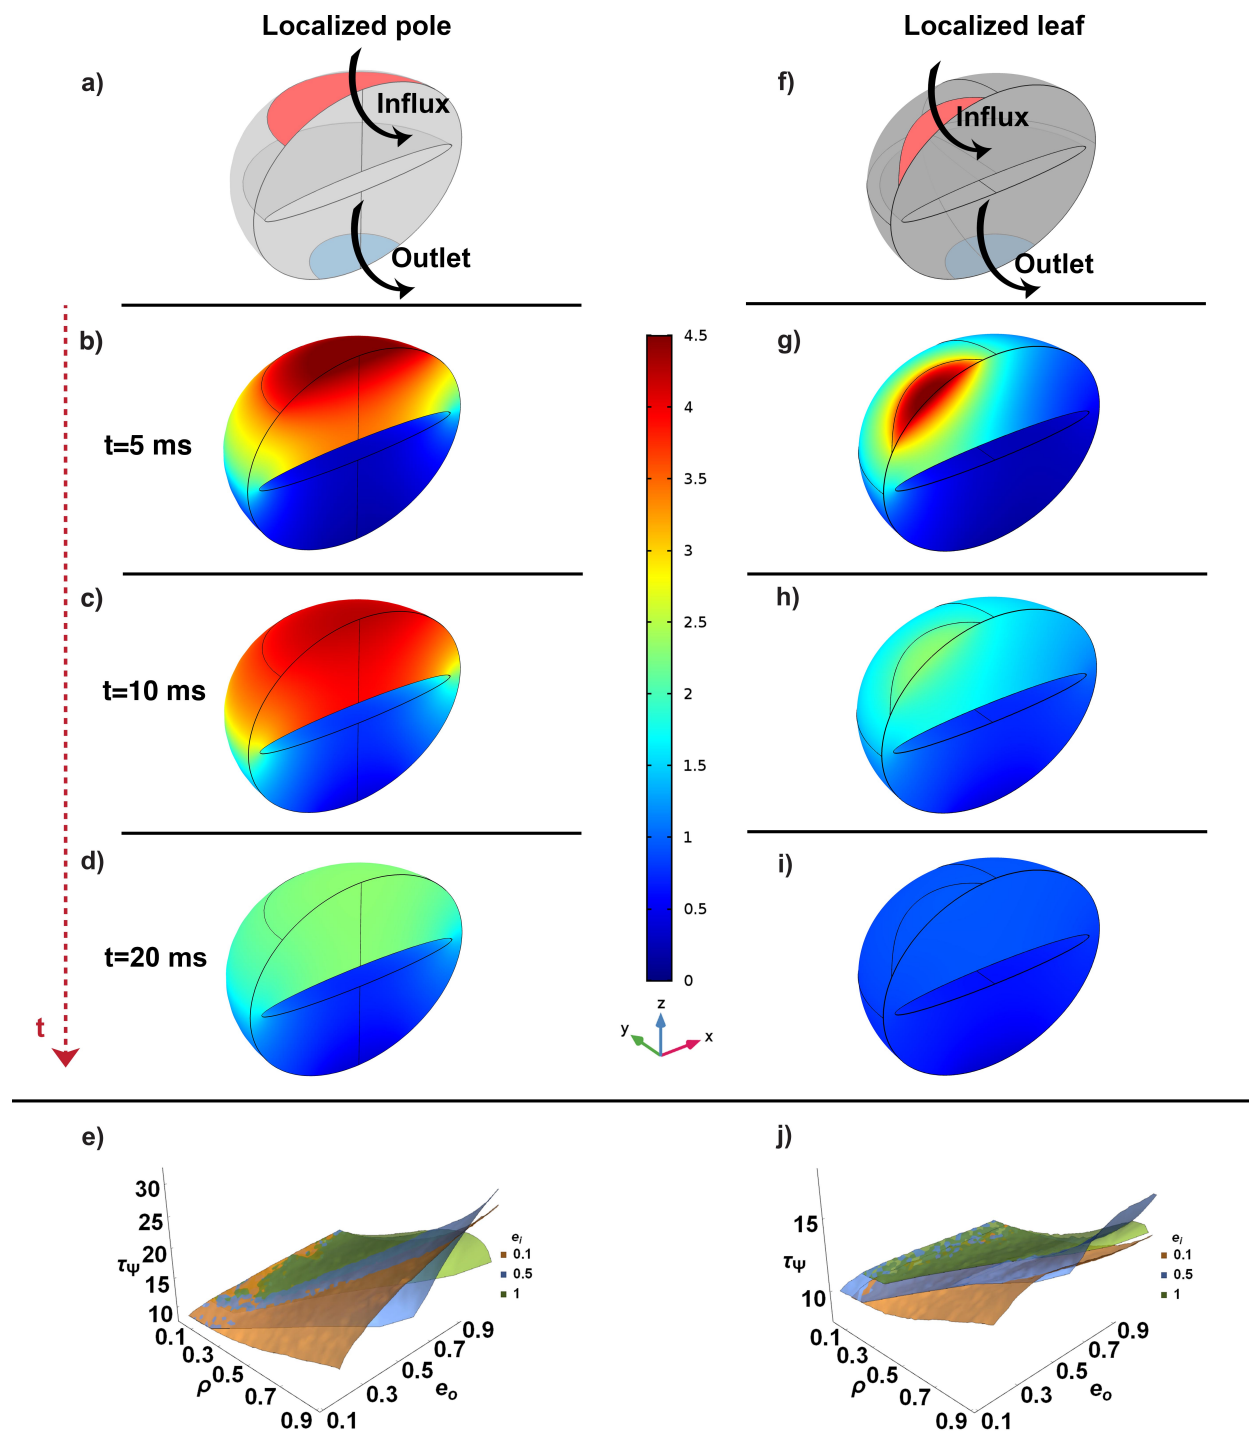 Localized pole
Localized leaf
a)
Influx
Outlet
f)
Influx
Outlet
b)
t=5 ms
g)
4.5
4
3.5
3
2.5
2
1.5
1
0.5
0
c)
t=10 ms
h)
d)
t=20 ms
i)
t
z
y
x
e)
30
25
20
15
10
τΨ
0.1
0.3
0.5
0.7
0.9
ρ
0.1
0.3
0.5
0.7
0.9
eo
ei
0.1
0.5
1
j)
15
10
τΨ
0.1
0.3
0.5
0.7
0.9
ρ
0.1
0.3
0.5
0.7
0.9
eo
ei
0.1
0.5
1